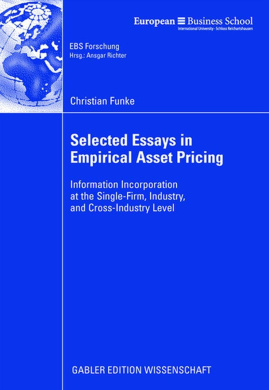 European Business School
International University · Schloss Reichartshausen
EBS Forschung
Hrsg.: Ansgar Richter
Christian Funke
Selected Essays in
Empirical Asset Pricing
Information Incorporation
at the Single-Firm, Industry,
and Cross-Industry Level
GABLER EDITION WISSENSCHAFT